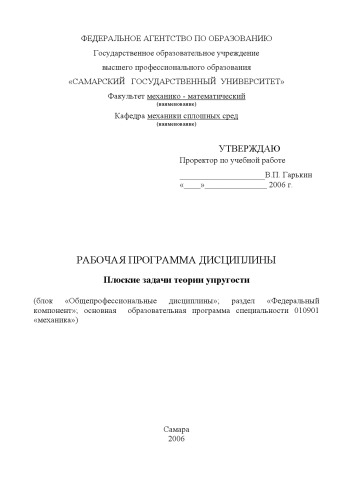 ФЕДЕРАЛЬНОЕ АГЕНТСТВО ПО ОБРАЗОВАНИЮ
Государственное образовательное учреждение
высшего профессионального образования
«САМАРСКИЙ ГОСУДАРСТВЕННЫЙ УНИВЕРСИТЕТ»
Факультет механико - математический
(наименование)
Кафедра механики сплошных сред
(наименование)
УТВЕРЖДАЮ
Проректор по учебной работе
____________________В.П. Гарькин
«____»_______________ 2006 г.
РАБОЧАЯ ПРОГРАММА ДИСЦИПЛИНЫ
Плоские задачи теории упругости
(блок «Общепрофессиональные дисциплины»; раздел «Федеральный
компонент»; основная образовательная программа специальности 010901
«механика»)
Самара
2006